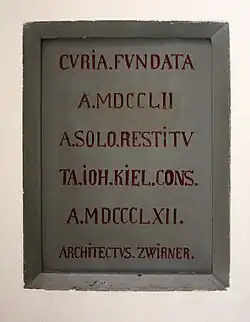 CVRIA.FVNDATA
A.MDCCLII
A.SOLO.RESTITV
TA.IOH.KIEL.CONS.
A.MDCCCLXII.
ARCHITECTVS.ZWIRNER.